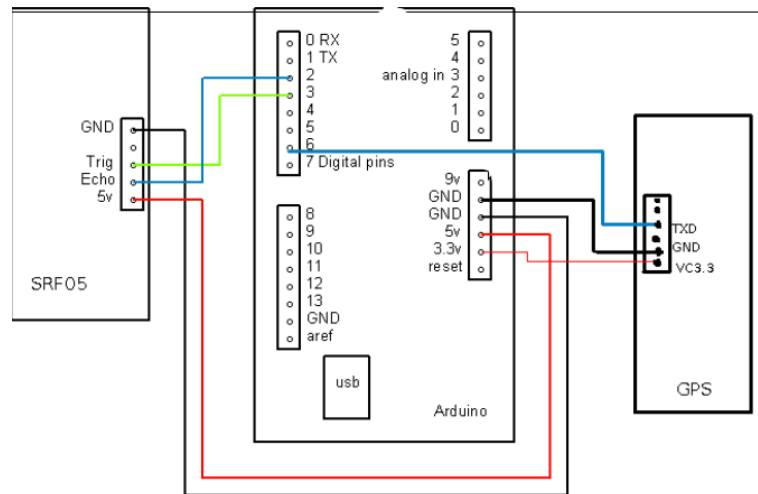 GND
Trig
Echo
5v
SRF05
0 RX
1 TX
2
3
4
5
6
7 Digital pins
8
9
10
11
12
13
GND
aref
usb
Arduino
5
4
analog in 3
2
1
0
9v
GND
GND
5v
3.3v
reset
TXD
GND
VC3.3
GPS